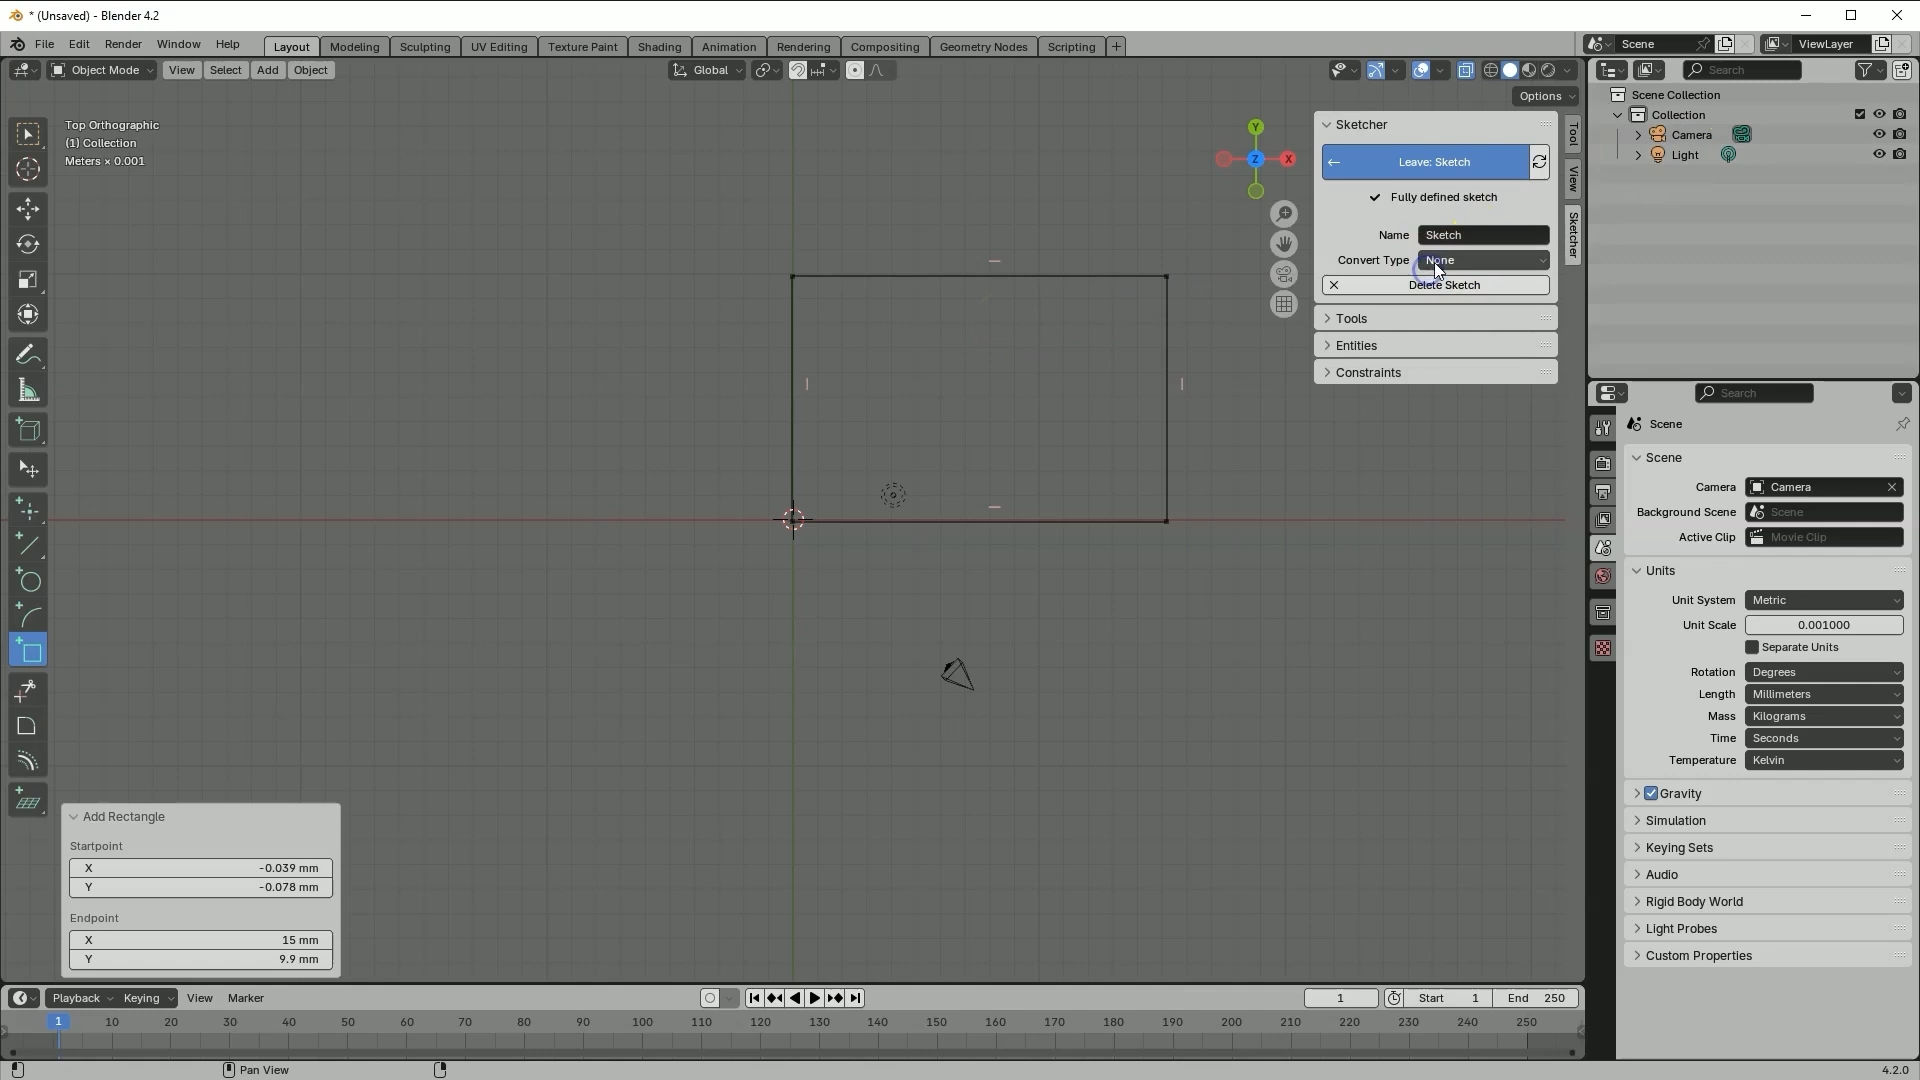 * (Unsaved) - Blender 4.2
File Edit Render Window Help Layout Modeling Sculpting UV Editing Texture Paint Shading Animation Rendering Compositing Geometry Nodes Scripting + Scene ViewLayer
Object Mode View Select Add Object Global Search
Options
Top Orthographic
(1) Collection
Meters × 0.001
Y
X
Z
Sketcher
Leave: Sketch
Fully defined sketch
Name Sketch
Convert Type None
Delete Sketch
Tools
Entities
Constraints
Tool
View
Sketcher
Scene Collection
Collection
Camera
Light
Search
Scene
Scene
Camera Camera
Background Scene Scene
Active Clip Movie Clip
Units
Unit System Metric
Unit Scale 0.001000
Separate Units
Rotation Degrees
Length Millimeters
Mass Kilograms
Time Seconds
Temperature Kelvin
Gravity
Simulation
Keying Sets
Audio
Rigid Body World
Light Probes
Custom Properties
Add Rectangle
Startpoint
X -0.039 mm
Y -0.078 mm
Endpoint
X 15 mm
Y 9.9 mm
Playback Keying View Marker 1 Start 1 End 250
1 10 20 30 40 50 60 70 80 90 100 110 120 130 140 150 160 170 180 190 200 210 220 230 240 250
Pan View 4.2.0